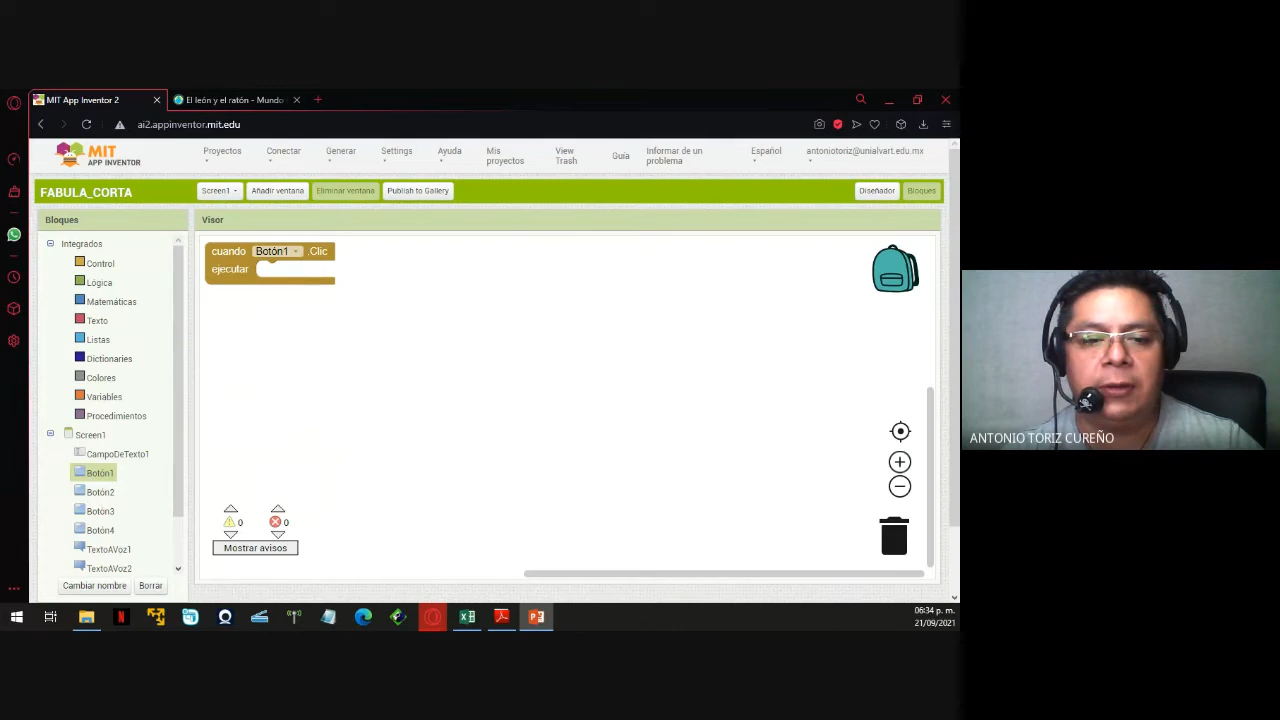 MIT App Inventor 2
El león y el ratón - Mundo
ai2.appinventor.mit.edu
MIT
APP INVENTOR
Proyectos
Conectar
Generar
Settings
Ayuda
Mis
proyectos
View
Trash
Guía
Informar de un
problema
Español
antoniotoriz@unialvart.edu.mx
FABULA_CORTA
Screen1
Añadir ventana
Eliminar ventana
Publish to Gallery
Diseñador
Bloques
Bloques
Visor
Integrados
Control
Lógica
Matemáticas
Texto
Listas
Dictionaries
Colores
Variables
Procedimientos
Screen1
CampoDeTexto1
Botón1
Botón2
Botón3
Botón4
TextoAVoz1
TextoAVoz2
Cambiar nombre
Borrar
cuando Botón1 .Clic
ejecutar
0 0
Mostrar avisos
ANTONIO TORIZ CUREÑO
06:34 p. m.
21/09/2021